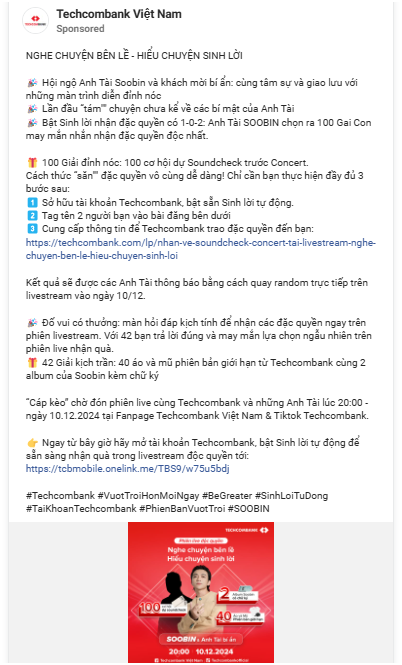 Techcombank Việt Nam
Sponsored
NGHE CHUYỆN BÊN LỀ - HIỂU CHUYỆN SINH LỜI
🎉 Hội ngộ Anh Tài Soobin và khách mời bí ẩn: cùng tâm sự và giao lưu với
những màn trình diễn đỉnh nóc
🎉 Lần đầu "tám"" chuyện chưa kể về các bí mật của Anh Tài
🎉 Bật Sinh lời nhận đặc quyền có 1-0-2: Anh Tài SOOBIN chọn ra 100 Gai Con
may mắn nhắn nhận đặc quyền độc nhất.
🎁 100 Giải đỉnh nóc: 100 cơ hội dự Soundcheck trước Concert.
Cách thức "săn"" đặc quyền vô cùng dễ dàng! Chỉ cần bạn thực hiện đầy đủ 3
bước sau:
1️⃣ Sở hữu tài khoản Techcombank, bật sẵn Sinh lời tự động.
2️⃣ Tag tên 2 người bạn vào bài đăng bên dưới
3️⃣ Cung cấp thông tin để Techcombank trao đặc quyền đến bạn:
https://techcombank.com/lp/nhan-ve-soundcheck-concert-tai-livestream-nghe-
chuyen-ben-le-hieu-chuyen-sinh-loi
Kết quả sẽ được các Anh Tài thông báo bằng cách quay random trực tiếp trên
livestream vào ngày 10/12.
🎉 Đố vui có thưởng: màn hỏi đáp kịch tính để nhận các đặc quyền ngay trên
phiên livestream. Với 42 bạn trả lời đúng và may mắn lựa chọn ngẫu nhiên trên
phiên live nhận quà.
🎁 42 Giải kịch trần: 40 áo và mũ phiên bản giới hạn từ Techcombank cùng 2
album của Soobin kèm chữ ký
"Cáp kèo" chờ đón phiên live cùng Techcombank và những Anh Tài lúc 20:00 -
ngày 10.12.2024 tại Fanpage Techcombank Việt Nam & Tiktok Techcombank.
👉 Ngay từ bây giờ hãy mở tài khoản Techcombank, bật Sinh lời tự động để
sẵn sàng nhận quà trong livestream độc quyền tới:
https://tcbmobile.onelink.me/TBS9/w75u5bdj
#Techcombank #VuotTroiHonMoiNgay #BeGreater #SinhLoiTuDong
#TaiKhoanTechcombank #PhienBanVuotTroi #SOOBIN
TECHCOMBANK
Phiên live độc quyền
Nghe chuyện bên lề
Hiểu chuyện sinh lời
100
2
40
SOOBIN & Anh Tài bí ẩn
20:00 10.12.2024
Techcombank Việt Nam